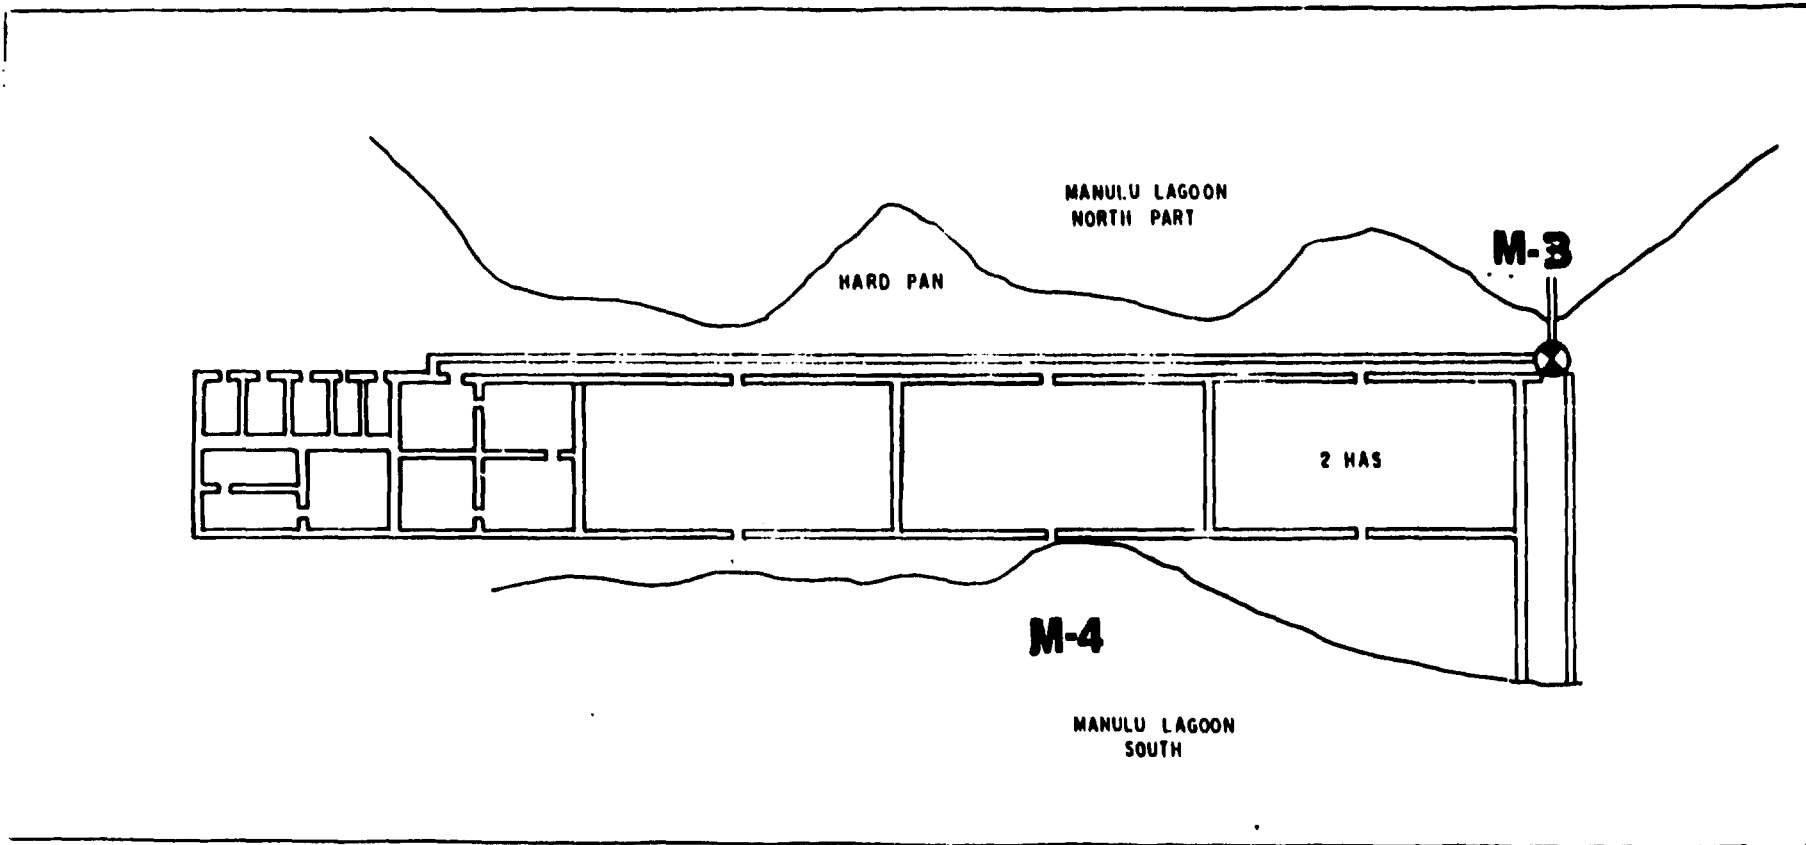 MANULU LAGOON
NORTH PART
M-3
HARD PAN
2 HAS
M-4
MANULU LAGOON
SOUTH